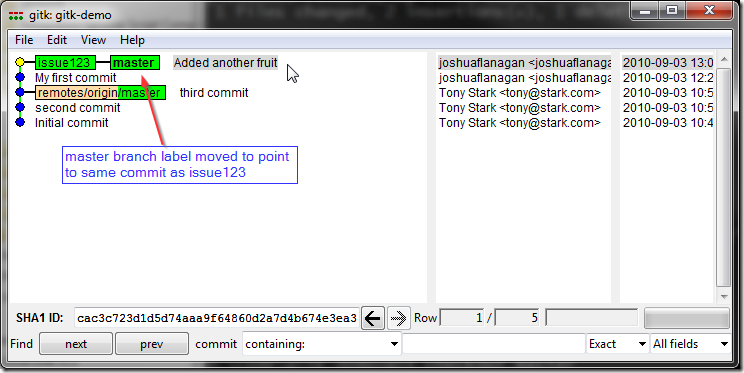 gitk: gitk-demo
File Edit View Help
issue123 master Added another fruit joshuaflanagan <joshuaflanaga 2010-09-03 13:0
My first commit joshuaflanagan <joshuaflanaga 2010-09-03 12:2
remotes/origin/master third commit Tony Stark <tony@stark.com> 2010-09-03 10:5
second commit Tony Stark <tony@stark.com> 2010-09-03 10:5
Initial commit Tony Stark <tony@stark.com> 2010-09-03 10:4
master branch label moved to point
to same commit as issue123
SHA1 ID: cac3c723d1d5d74aaa9f64860d2a7d4b674e3ea3 Row 1 / 5
Find next prev commit containing: Exact All fields